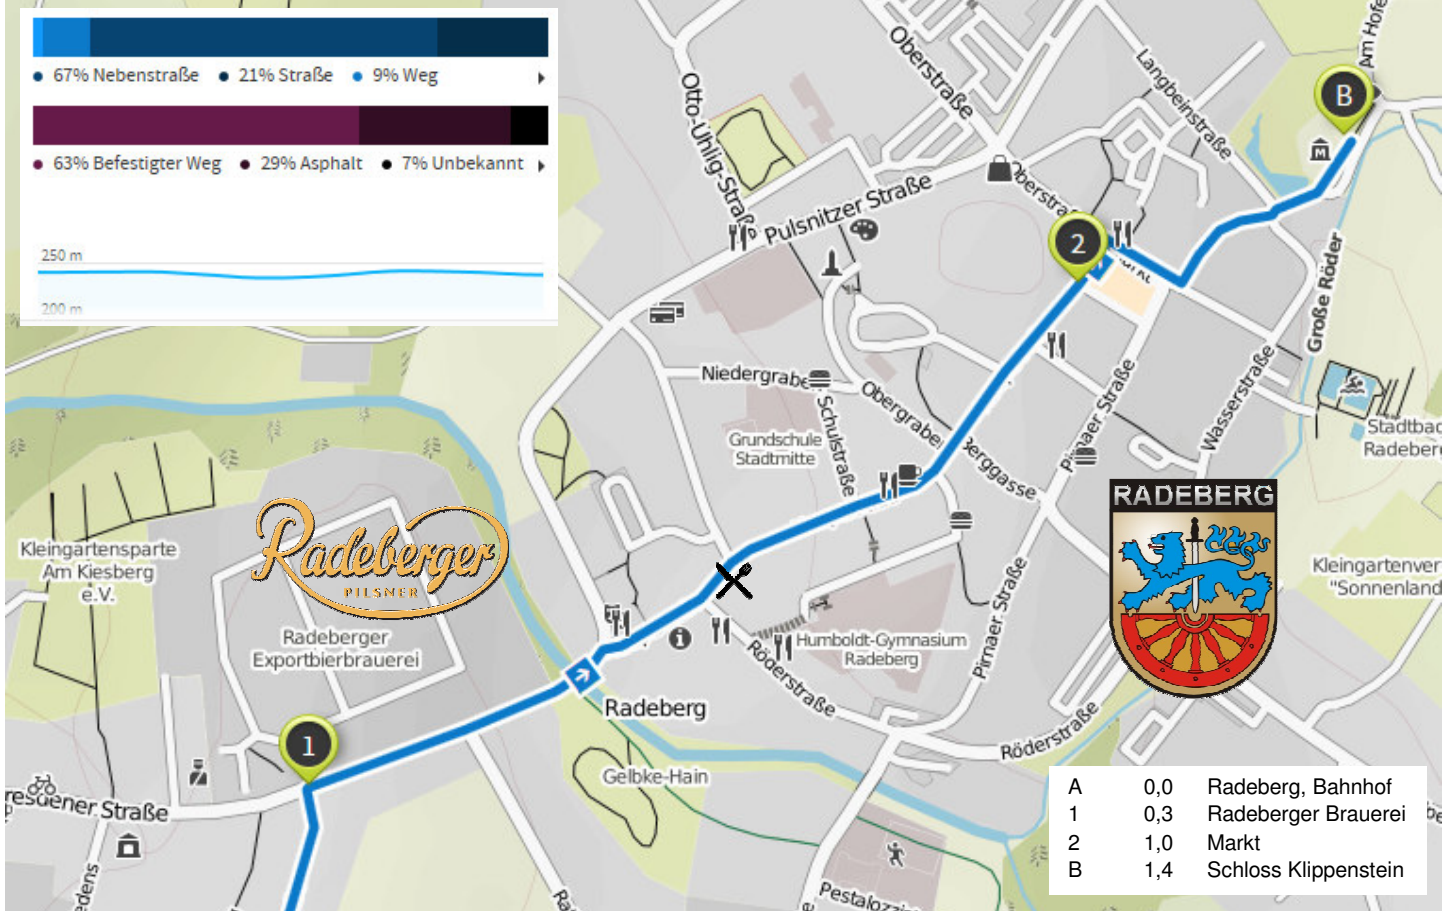 67% Nebenstraße 21% Straße 9% Weg
63% Befestigter Weg 29% Asphalt 7% Unbekannt
250 m
200 m
Oberstraße
Langbeinstraße
Am Hofe
B
Otto-Uhlig-Straße
Pulsnitzer Straße
M
2
Große Röder
Niedergraben
Schulstraße
Obergraben
Pirnaer Straße
Wasserstraße
Stadtbad
Radeberg
Grundschule
Stadtmitte
Berggasse
RADEBERG
Radeberger
PILSNER
Kleingartensparte
Am Kiesberg
e.V.
Kleingartenver
"Sonnenland
Radeberger
Exportbierbrauerei
Humboldt-Gymnasium
Radeberg
Pirnaer Straße
Röderstraße
Radeberg
Röderstraße
1
Gelbke-Hain
resdener Straße
A 0,0 Radeberg, Bahnhof
1 0,3 Radeberger Brauerei
2 1,0 Markt
B 1,4 Schloss Klippenstein
edens
Ra
Pestalozzi